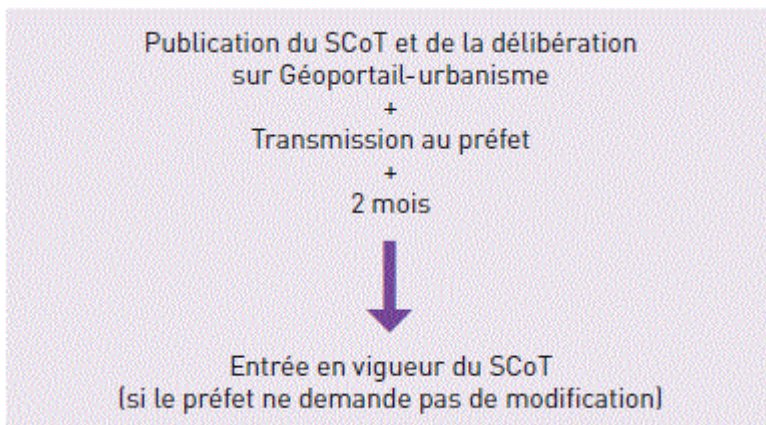 Publication du SCoT et de la délibération
sur Géoportail-urbanisme
+
Transmission au préfet
+
2 mois
Entrée en vigueur du SCoT
(si le préfet ne demande pas de modification)